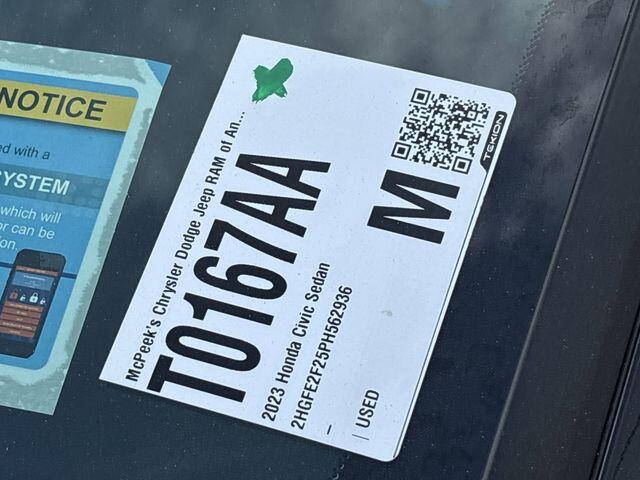 NOTICE
ed with a
YSTEM
which will
or can be
on.
McPeek's Chrysler Dodge Jeep RAM of An...
T0167AA
M
TEKION
2023 Honda Civic Sedan
2HGFE2F25PH562936
–
| USED